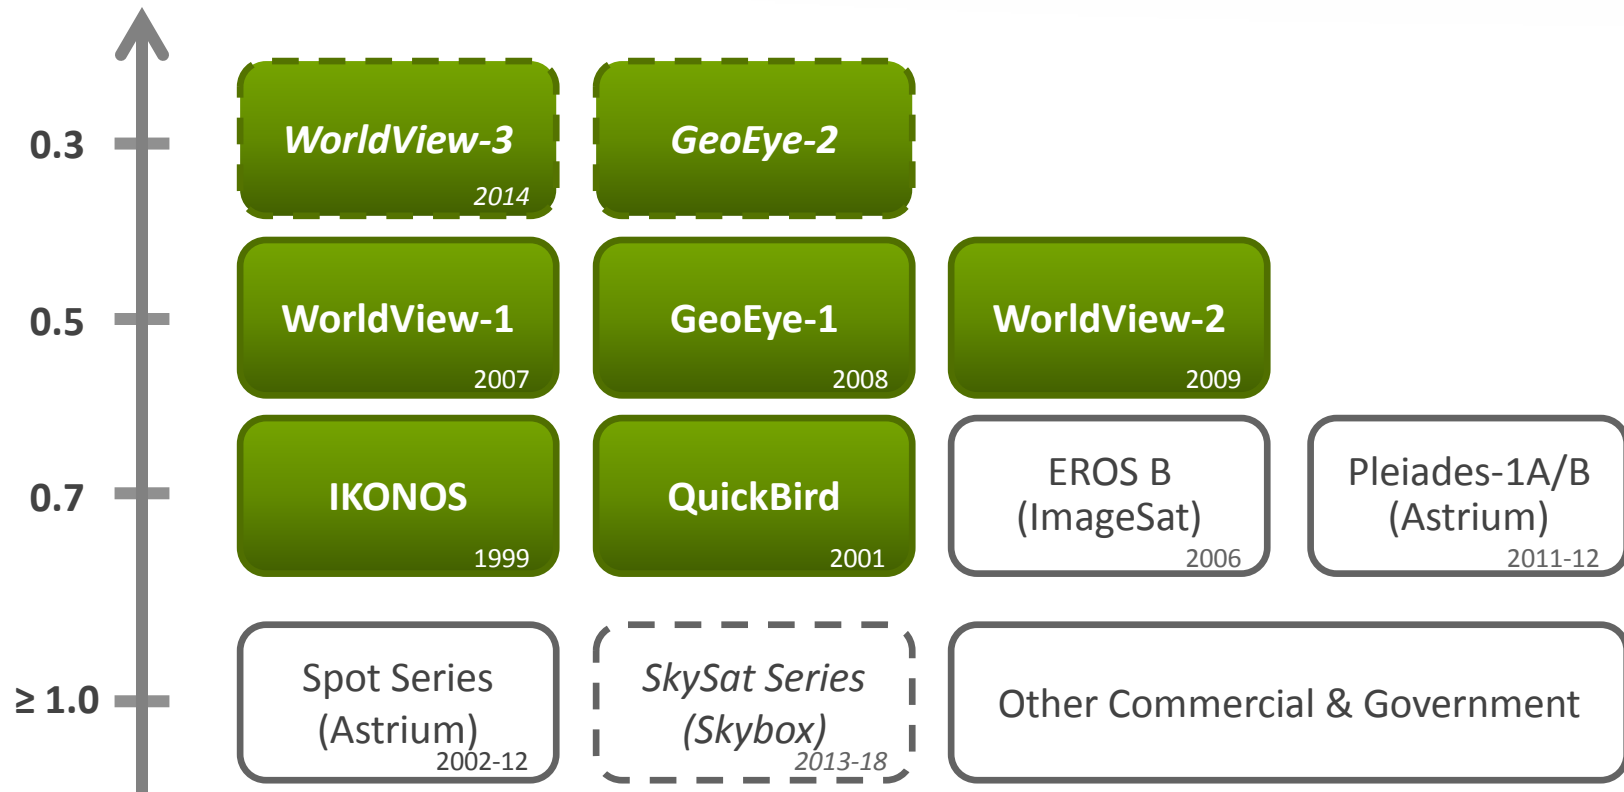 0.3
WorldView-3
2014
GeoEye-2
0.5
WorldView-1
2007
GeoEye-1
2008
WorldView-2
2009
0.7
IKONOS
1999
QuickBird
2001
EROS B
(ImageSat)
2006
Pleiades-1A/B
(Astrium)
2011-12
≥ 1.0
Spot Series
(Astrium)
2002-12
SkySat Series
(Skybox)
2013-18
Other Commercial & Government